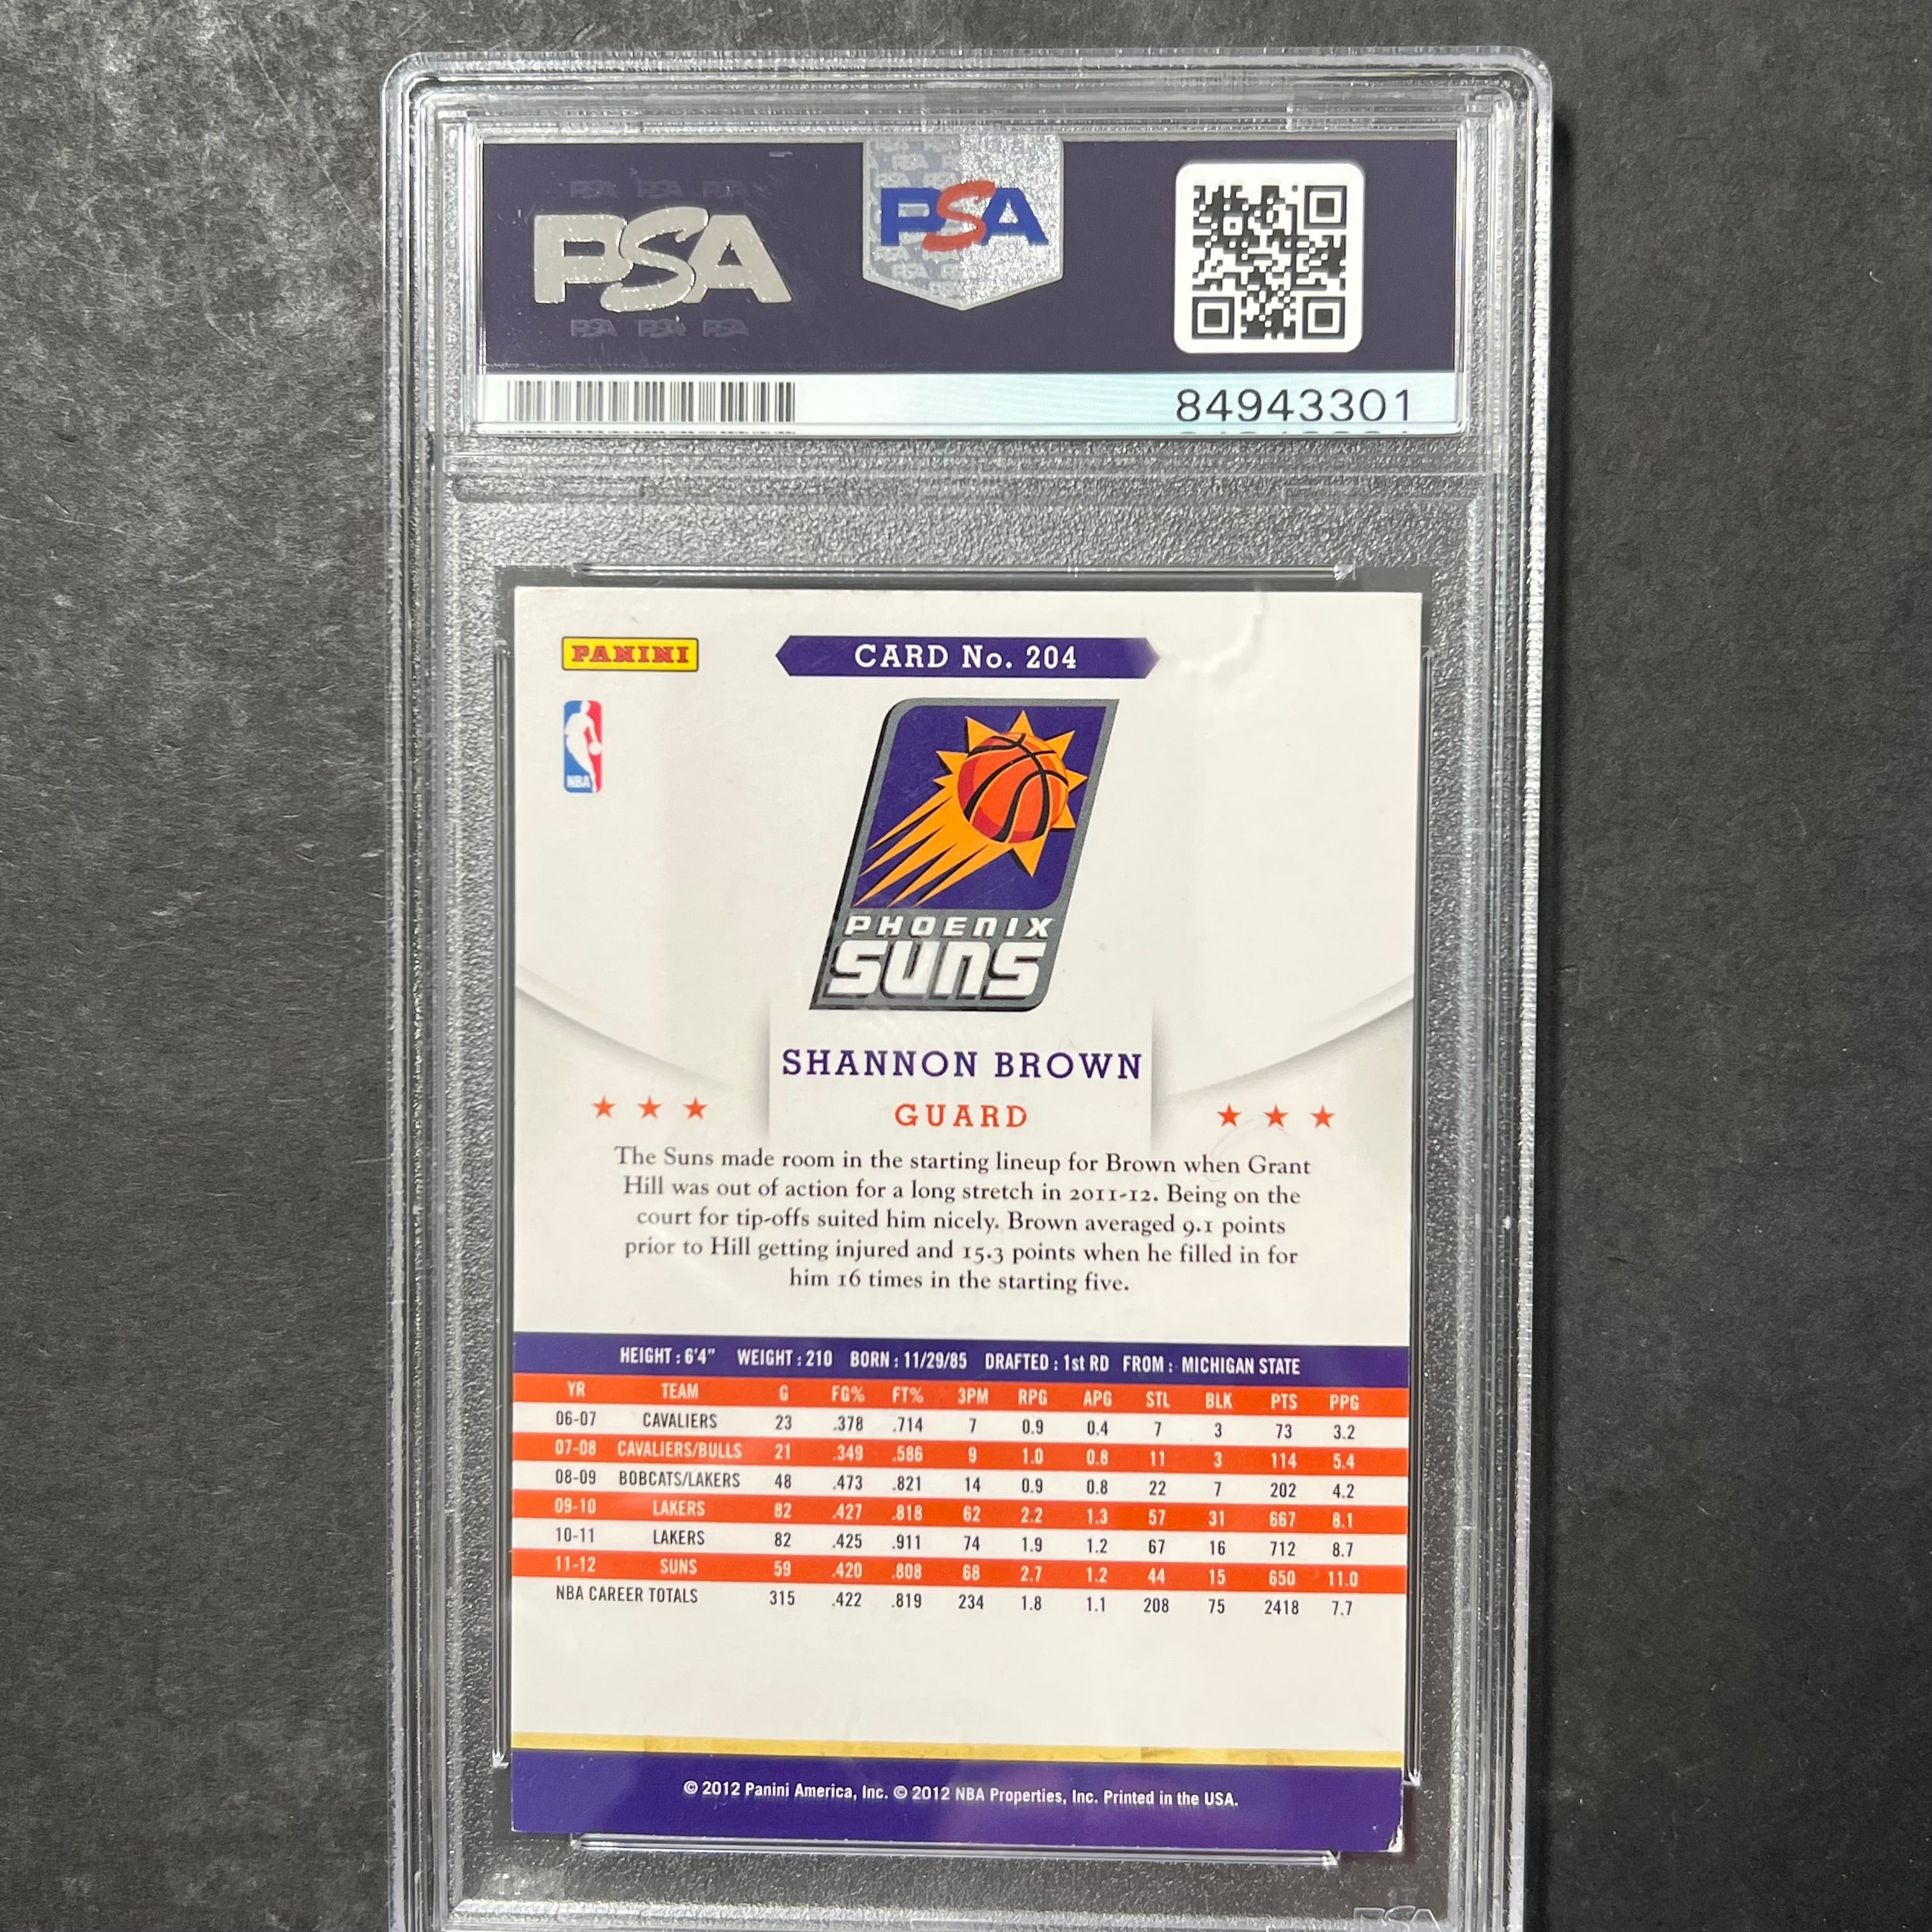 PSA PSA PSA
PSA
PSA PSA PSA
PSA
84943301
PANINI
CARD No. 204
NBA
PHOENIX
SUNS
SHANNON BROWN
GUARD
The Suns made room in the starting lineup for Brown when Grant
Hill was out of action for a long stretch in 2011-12. Being on the
court for tip-offs suited him nicely. Brown averaged 9.1 points
prior to Hill getting injured and 15.3 points when he filled in for
him 16 times in the starting five.
HEIGHT : 6'4" WEIGHT : 210 BORN : 11/29/85 DRAFTED : 1st RD FROM : MICHIGAN STATE
YR TEAM G FG% FT% 3PM RPG APG STL BLK PTS PPG
06-07 CAVALIERS 23 .378 .714 7 0.9 0.4 7 3 73 3.2
07-08 CAVALIERS/BULLS 21 .349 .586 9 1.0 0.8 11 3 114 5.4
08-09 BOBCATS/LAKERS 48 .473 .821 14 0.9 0.8 22 7 202 4.2
09-10 LAKERS 82 .427 .818 62 2.2 1.3 57 31 667 8.1
10-11 LAKERS 82 .425 .911 74 1.9 1.2 67 16 712 8.7
11-12 SUNS 59 .420 .808 68 2.7 1.2 44 15 650 11.0
NBA CAREER TOTALS 315 .422 .819 234 1.8 1.1 208 75 2418 7.7
© 2012 Panini America, Inc. © 2012 NBA Properties, Inc. Printed in the USA.
PSA